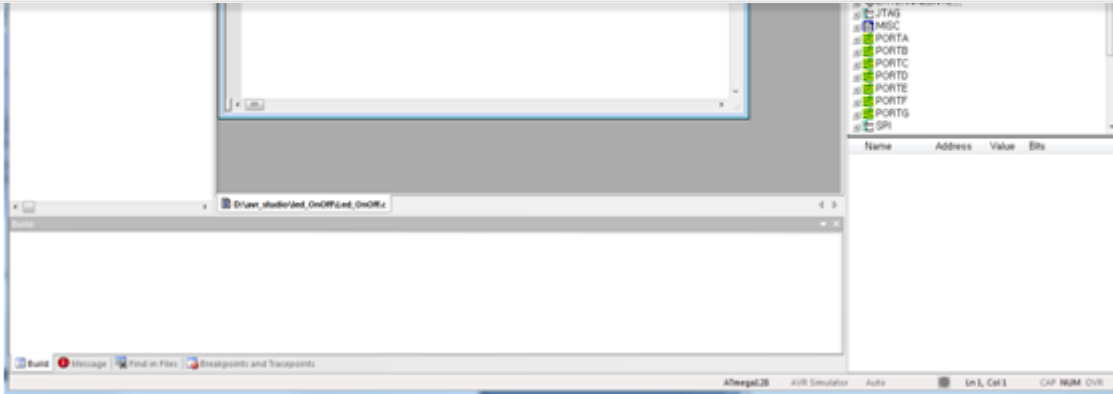 JTAG
MISC
PORTA
PORTB
PORTC
PORTD
PORTE
PORTF
PORTG
SPI
Name Address Value Bits
D:\avr_studio\led_OnOff\Led_OnOff.c
Build
Build Message Find in Files Breakpoints and Tracepoints
ATmega128 AVR Simulator Auto Ln 1, Col 1 CAP NUM OVR